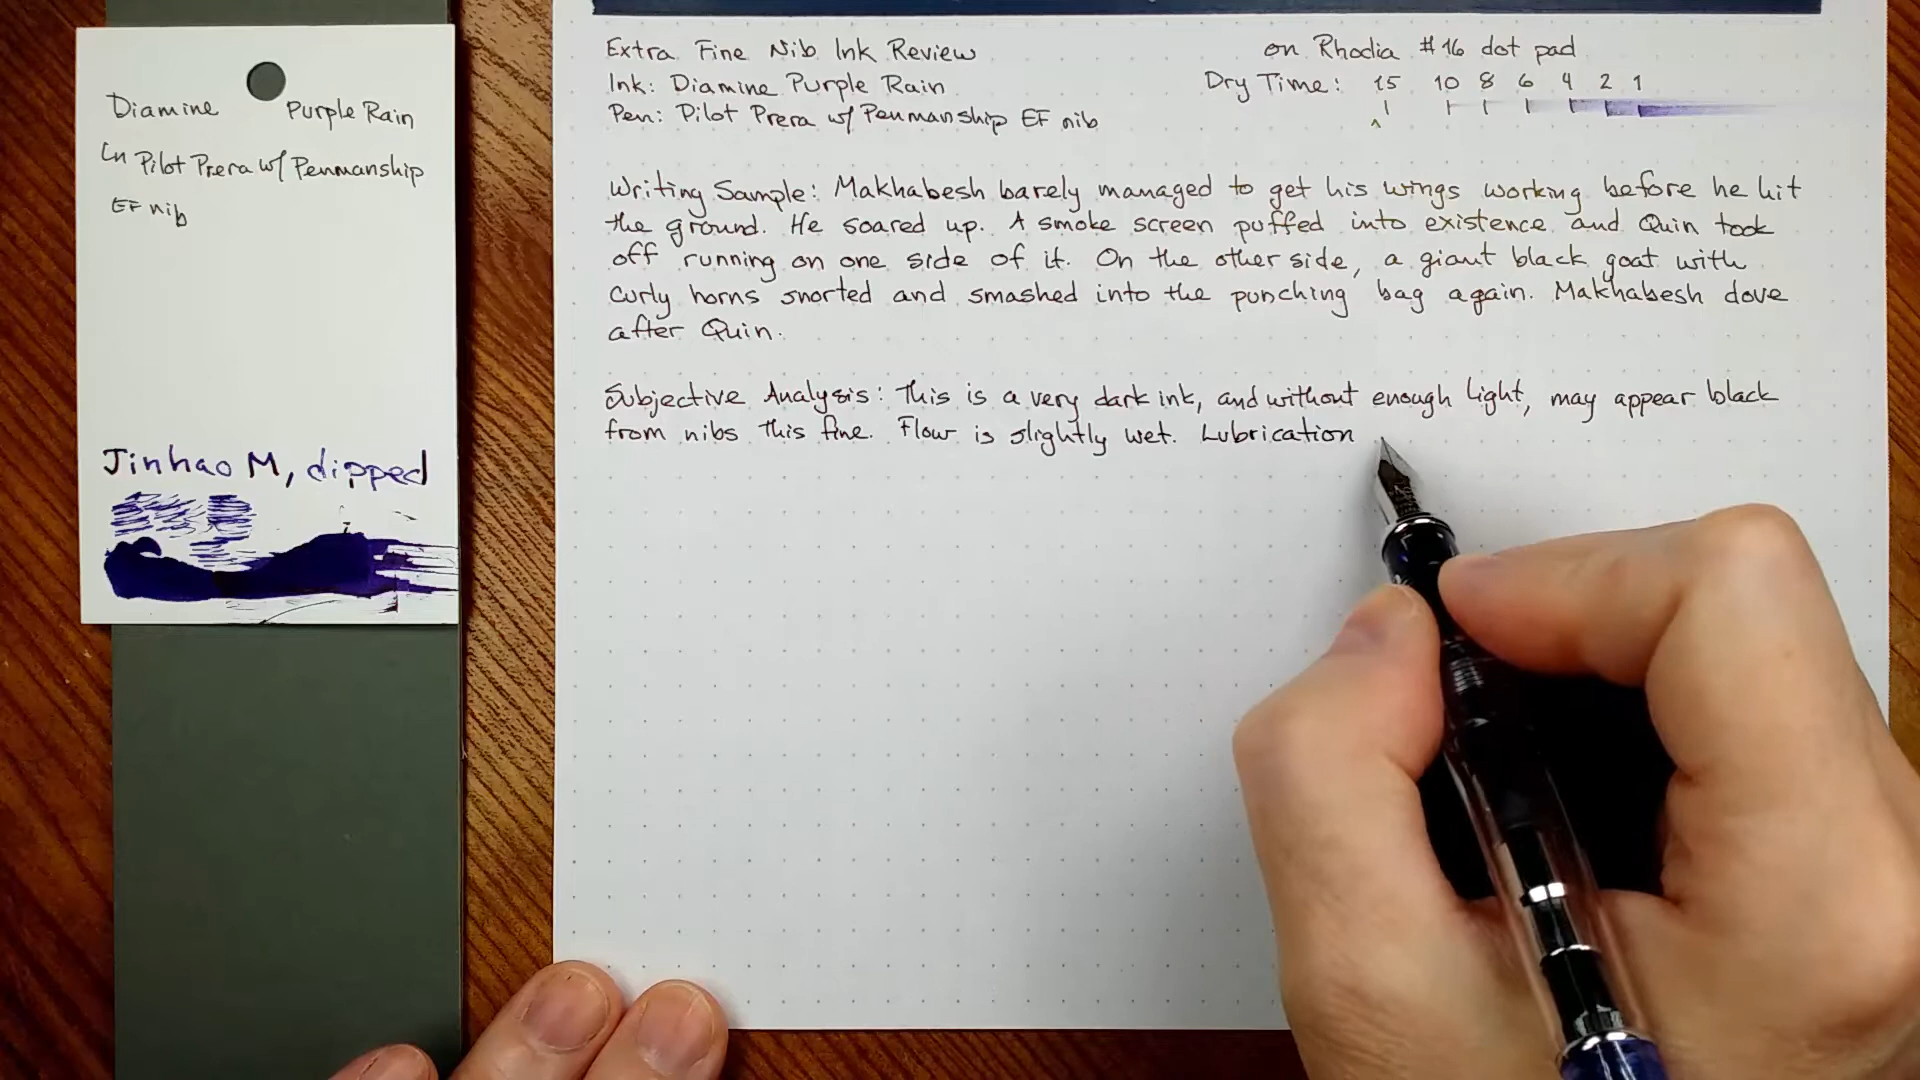 Diamine Purple Rain
in Pilot Prera w/ Penmanship
EF nib
Jinhao M, dipped
Extra Fine Nib Ink Review
Ink: Diamine Purple Rain
Pen: Pilot Prera w/ Penmanship EF nib
on Rhodia #16 dot pad
Dry Time: 15 10 8 6 4 2 1
Writing Sample: Makhabesh barely managed to get his wings working before he hit
the ground. He soared up. A smoke screen puffed into existence and Quin took
off running on one side of it. On the other side, a giant black goat with
curly horns snorted and smashed into the punching bag again. Makhabesh dove
after Quin.
Subjective Analysis: This is a very dark ink, and without enough light, may appear black
from nibs this fine. Flow is slightly wet. Lubrication